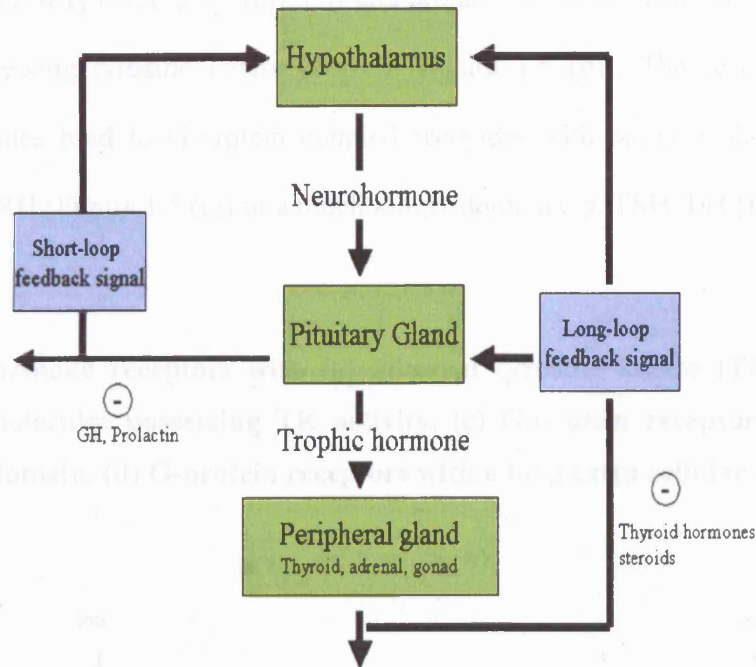 Hypothalamus
Neurohormone
Short-loop
feedback signal
Pituitary Gland
Long-loop
feedback signal
-
GH, Prolactin
Trophic hormone
-
Peripheral gland
Thyroid, adrenal, gonad
Thyroid hormones
steroids